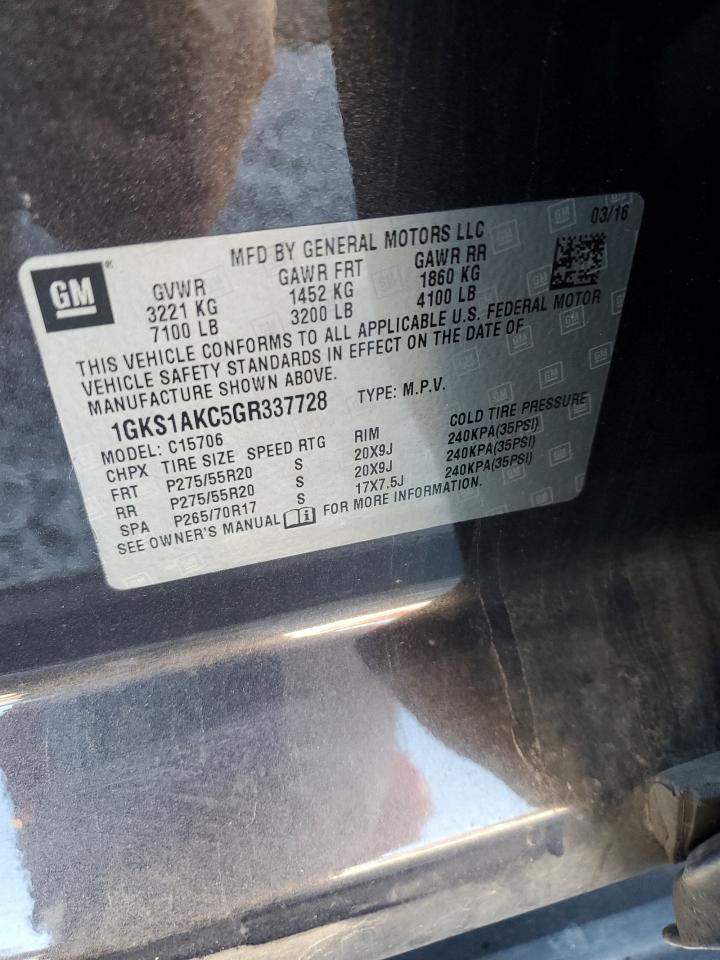 03/16
MFD BY GENERAL MOTORS LLC
GM
GVWR GAWR FRT GAWR RR
3221 KG 1452 KG 1860 KG
7100 LB 3200 LB 4100 LB
THIS VEHICLE CONFORMS TO ALL APPLICABLE U.S. FEDERAL MOTOR
VEHICLE SAFETY STANDARDS IN EFFECT ON THE DATE OF
MANUFACTURE SHOWN ABOVE.
1GKS1AKC5GR337728 TYPE: M.P.V.
MODEL: C15706
CHPX TIRE SIZE SPEED RTG RIM COLD TIRE PRESSURE
FRT P275/55R20 S 20X9J 240KPA(35PSI)
RR P275/55R20 S 20X9J 240KPA(35PSI)
SPA P265/70R17 S 17X7.5J 240KPA(35PSI)
SEE OWNER'S MANUAL FOR MORE INFORMATION.